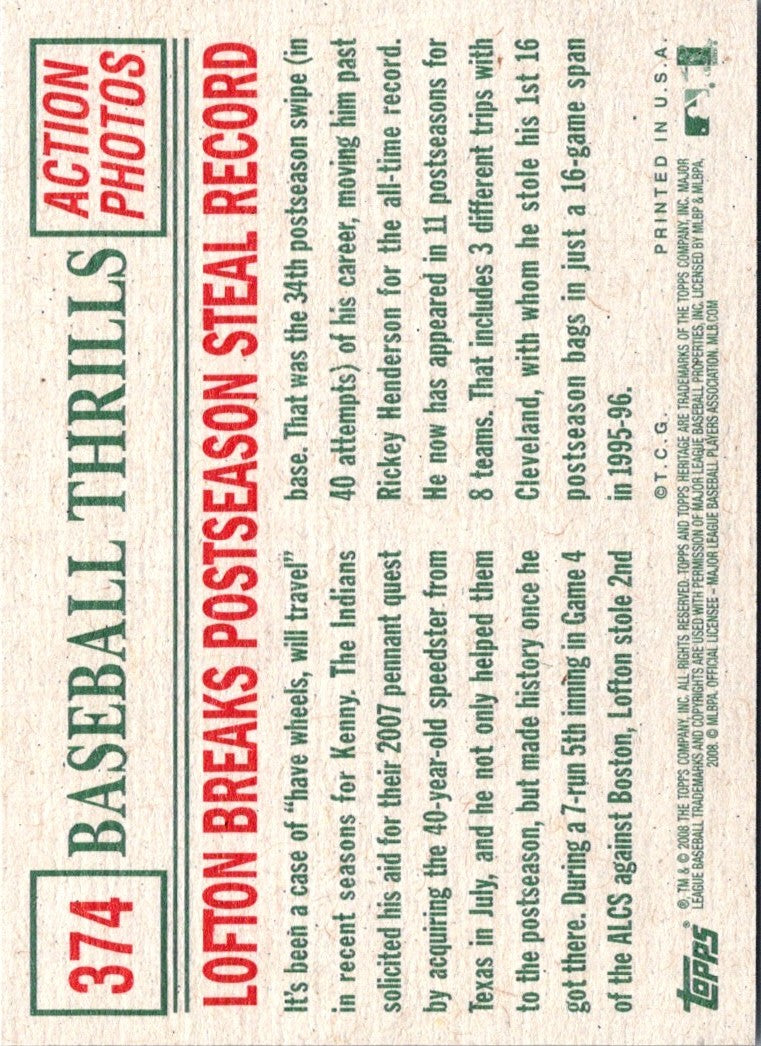 374
BASEBALL THRILLS
ACTION
PHOTOS
LOFTON BREAKS POSTSEASON STEAL RECORD
It's been a case of "have wheels, will travel"
in recent seasons for Kenny. The Indians
solicited his aid for their 2007 pennant quest
by acquiring the 40-year-old speedster from
Texas in July, and he not only helped them
to the postseason, but made history once he
got there. During a 7-run 5th inning in Game 4
of the ALCS against Boston, Lofton stole 2nd
base. That was the 34th postseason swipe (in
40 attempts) of his career, moving him past
Rickey Henderson for the all-time record.
He now has appeared in 11 postseasons for
8 teams. That includes 3 different trips with
Cleveland, with whom he stole his 1st 16
postseason bags in just a 16-game span
in 1995-96.
©T.C.G. PRINTED IN U.S.A.
topps®
®, TM & © 2008 THE TOPPS COMPANY, INC. ALL RIGHTS RESERVED. TOPPS AND TOPPS HERITAGE ARE TRADEMARKS OF THE TOPPS COMPANY, INC. MAJOR
LEAGUE BASEBALL TRADEMARKS AND COPYRIGHTS ARE USED WITH PERMISSION OF MAJOR LEAGUE BASEBALL PROPERTIES, INC. LICENSED BY MLBP & MLBPA.
2008. © MLBPA. OFFICIAL LICENSEE – MAJOR LEAGUE BASEBALL PLAYERS ASSOCIATION. MLB.COM